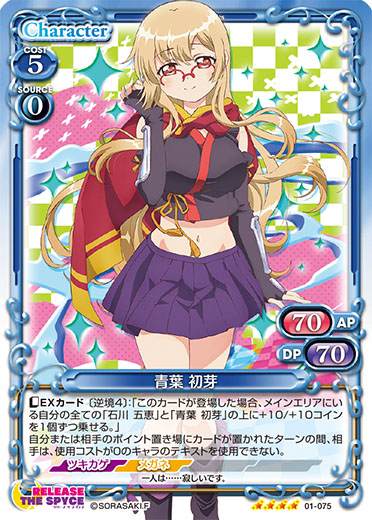 Character
COST
5
SOURCE
0
70 AP
DP 70
青葉 初芽
EXカード〔逆境4〕:「このカードが登場した場合、メインエリアにい
る自分の全ての「石川 五恵」と「青葉 初芽」の上に+10/+10コイン
を1個ずつ乗せる。」
自分または相手のポイント置き場にカードが置かれたターンの間、相
手は、使用コストが0のキャラのテキストを使用できない。
ツキカゲ メガネ
一人は……寂しいです。
RELEASE
THE SPYCE
©SORASAKI.F
01-075